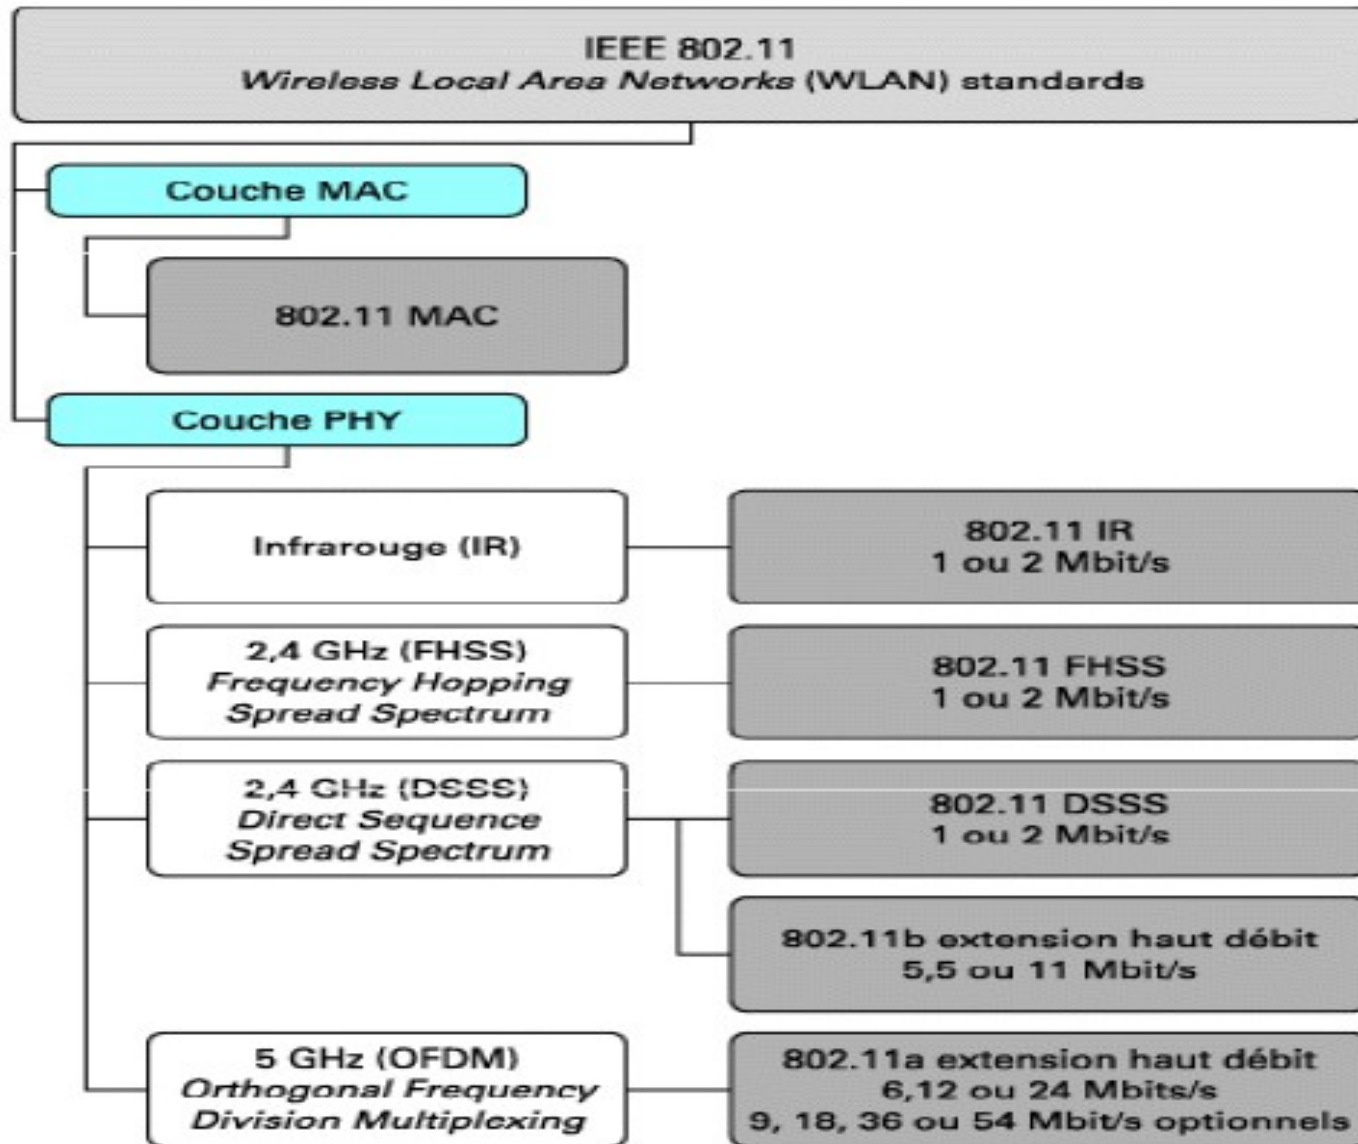 IEEE 802.11
Wireless Local Area Networks (WLAN) standards
Couche MAC
802.11 MAC
Couche PHY
Infrarouge (IR)
802.11 IR
1 ou 2 Mbit/s
2,4 GHz (FHSS)
Frequency Hopping
Spread Spectrum
802.11 FHSS
1 ou 2 Mbit/s
2,4 GHz (DSSS)
Direct Sequence
Spread Spectrum
802.11 DSSS
1 ou 2 Mbit/s
802.11b extension haut débit
5,5 ou 11 Mbit/s
5 GHz (OFDM)
Orthogonal Frequency
Division Multiplexing
802.11a extension haut débit
6,12 ou 24 Mbits/s
9, 18, 36 ou 54 Mbit/s optionnels